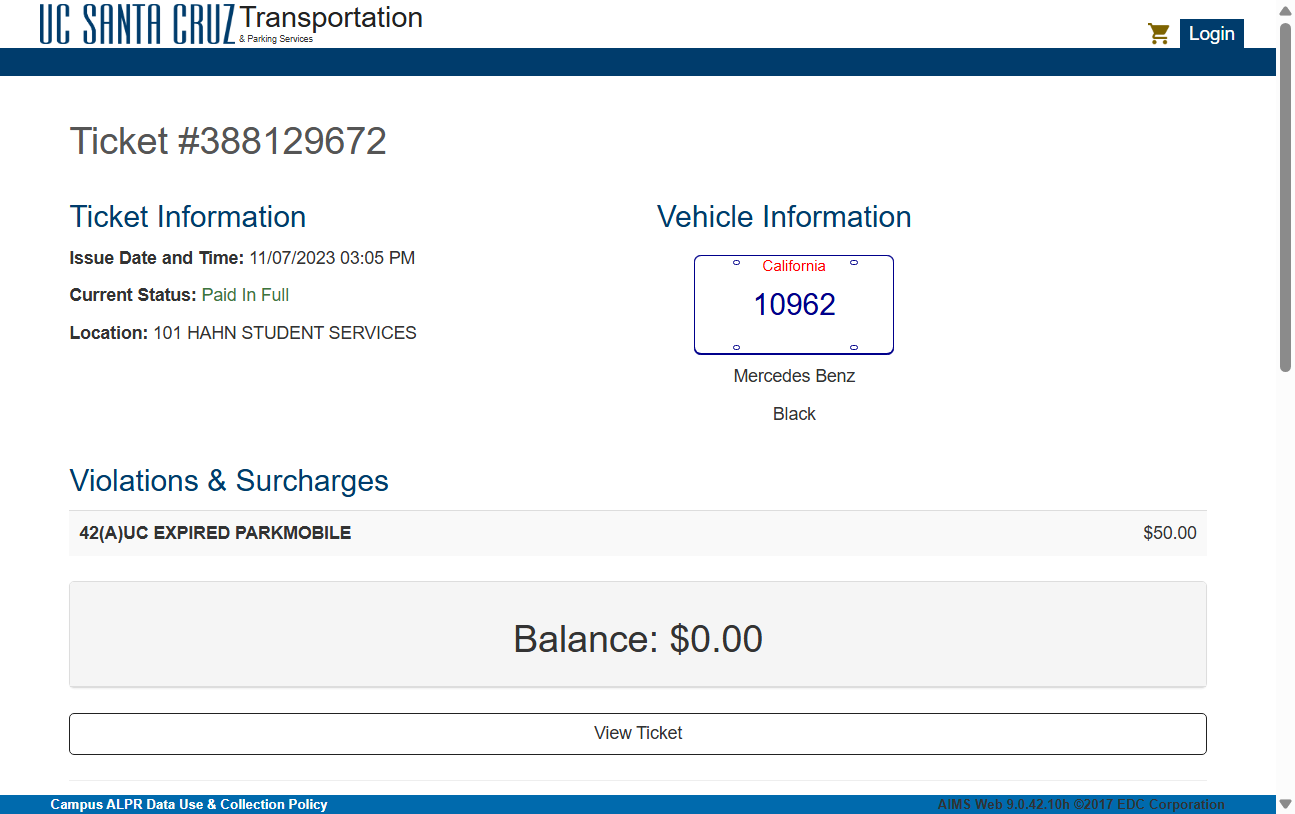 UC SANTA CRUZ Transportation
& Parking Services
Login
Ticket #388129672
Ticket Information
Issue Date and Time: 11/07/2023 03:05 PM
Current Status: Paid In Full
Location: 101 HAHN STUDENT SERVICES
Vehicle Information
California
10962
Mercedes Benz
Black
Violations & Surcharges
42(A)UC EXPIRED PARKMOBILE $50.00
Balance: $0.00
View Ticket
Campus ALPR Data Use & Collection Policy AIMS Web 9.0.42.10h ©2017 EDC Corporation